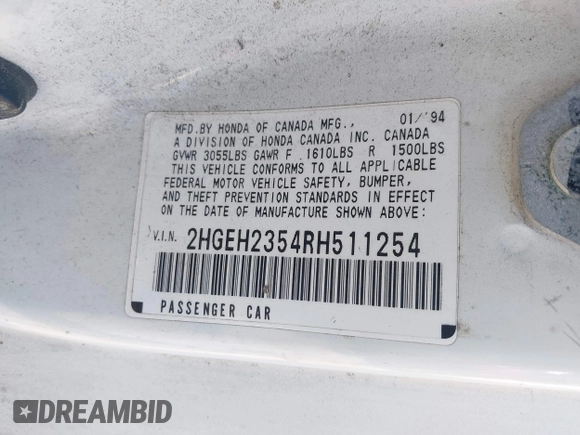 MFD.BY HONDA OF CANADA MFG., 01/'94
A DIVISION OF HONDA CANADA INC. CANADA
GVWR 3055LBS GAWR F 1610LBS R 1500LBS
THIS VEHICLE CONFORMS TO ALL APPLICABLE
FEDERAL MOTOR VEHICLE SAFETY, BUMPER,
AND THEFT PREVENTION STANDARDS IN EFFECT
ON THE DATE OF MANUFACTURE SHOWN ABOVE:
V.I.N. 2HGEH2354RH511254
PASSENGER CAR
DREAMBID